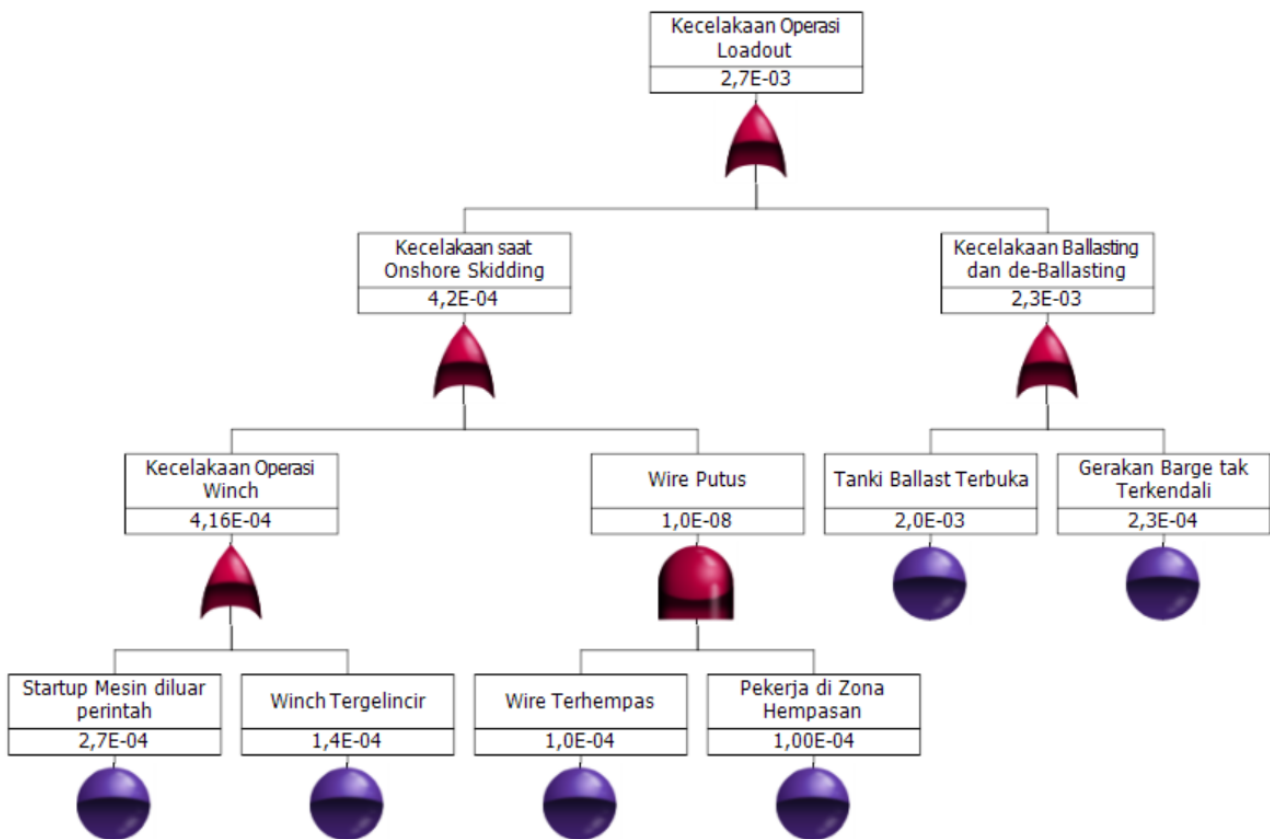 Kecelakaan Operasi
Loadout
2,7E-03
Kecelakaan saat
Onshore Skidding
4,2E-04
Kecelakaan Ballasting
dan de-Ballasting
2,3E-03
Kecelakaan Operasi
Winch
4,16E-04
Wire Putus
1,0E-08
Tanki Ballast Terbuka
2,0E-03
Gerakan Barge tak
Terkendali
2,3E-04
Startup Mesin diluar
perintah
2,7E-04
Winch Tergelincir
1,4E-04
Wire Terhempas
1,0E-04
Pekerja di Zona
Hempasan
1,00E-04